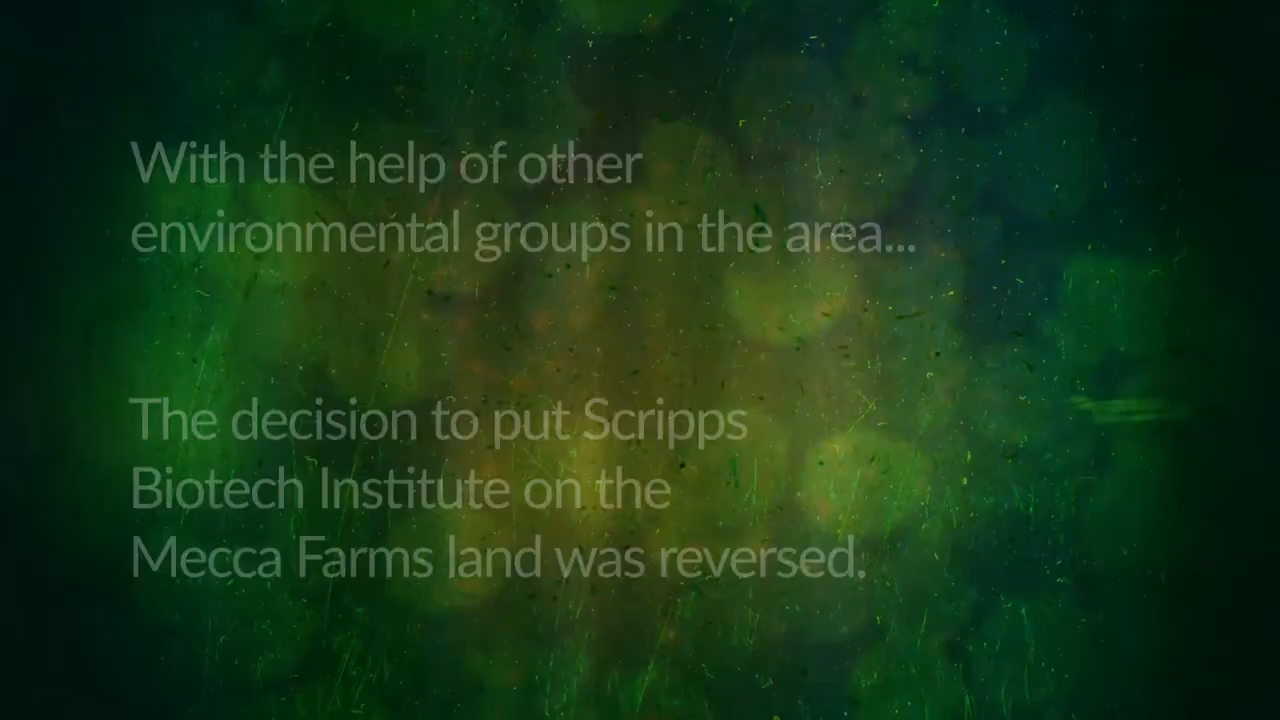 With the help of other
environmental groups in the area...
The decision to put Scripps
Biotech Institute on the
Mecca Farms land was reversed.